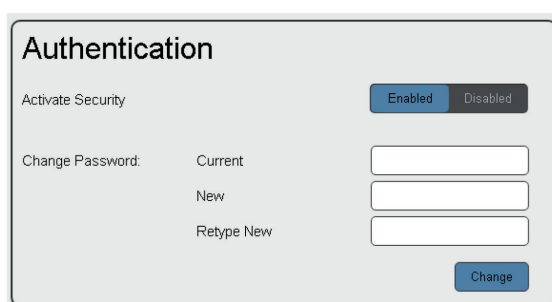 Authentication
Activate Security Enabled Disabled
Change Password: Current
New
Retype New
Change